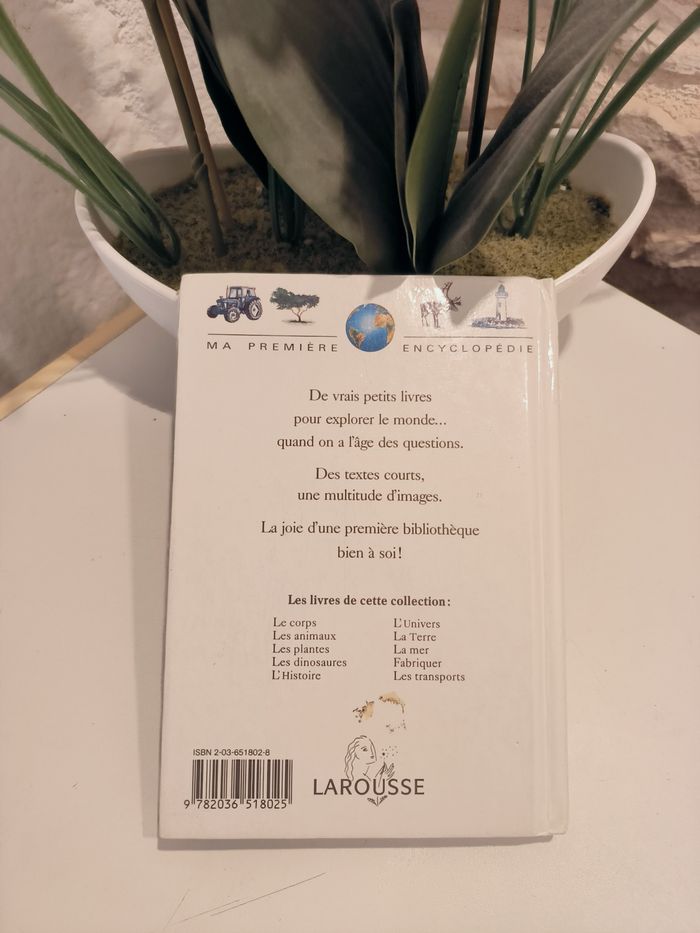 MA PREMIÈRE ENCYCLOPÉDIE
De vrais petits livres
pour explorer le monde...
quand on a l'âge des questions.
Des textes courts,
une multitude d'images.
La joie d'une première bibliothèque
bien à soi !
Les livres de cette collection :
Le corps
Les animaux
Les plantes
Les dinosaures
L'Histoire
L'Univers
La Terre
La mer
Fabriquer
Les transports
ISBN 2-03-651802-8
9 782036 518025
LAROUSSE